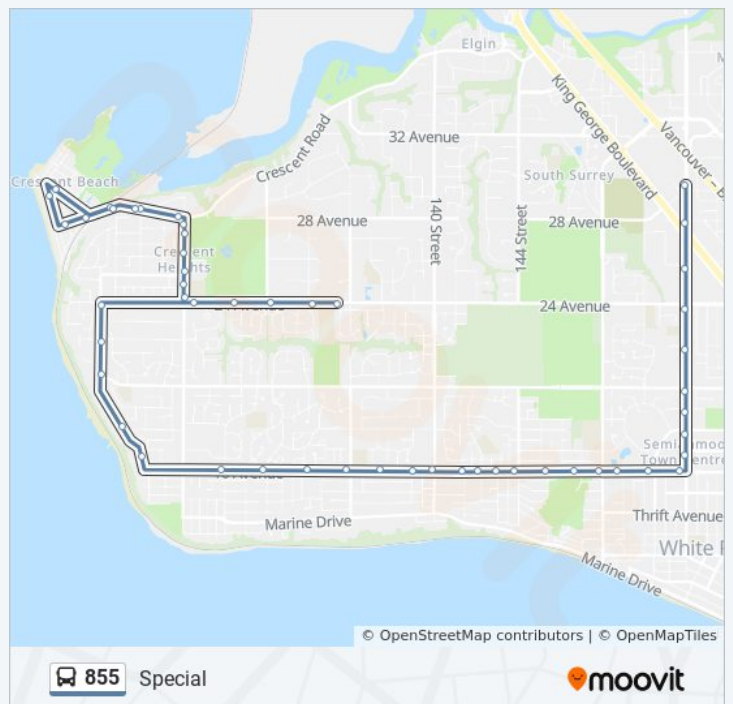 Elgin
King George Boulevard
Vancouver - B
Crescent Road
32 Avenue
South Surrey
Crescent Beach
140 Street
144 Street
28 Avenue
28 Avenue
Crescent
Heights
24 Avenue
Town Centre
Marine Drive
Thrift Avenue
White
Marine Drive
© OpenStreetMap contributors | © OpenMapTiles
855 Special
moovit